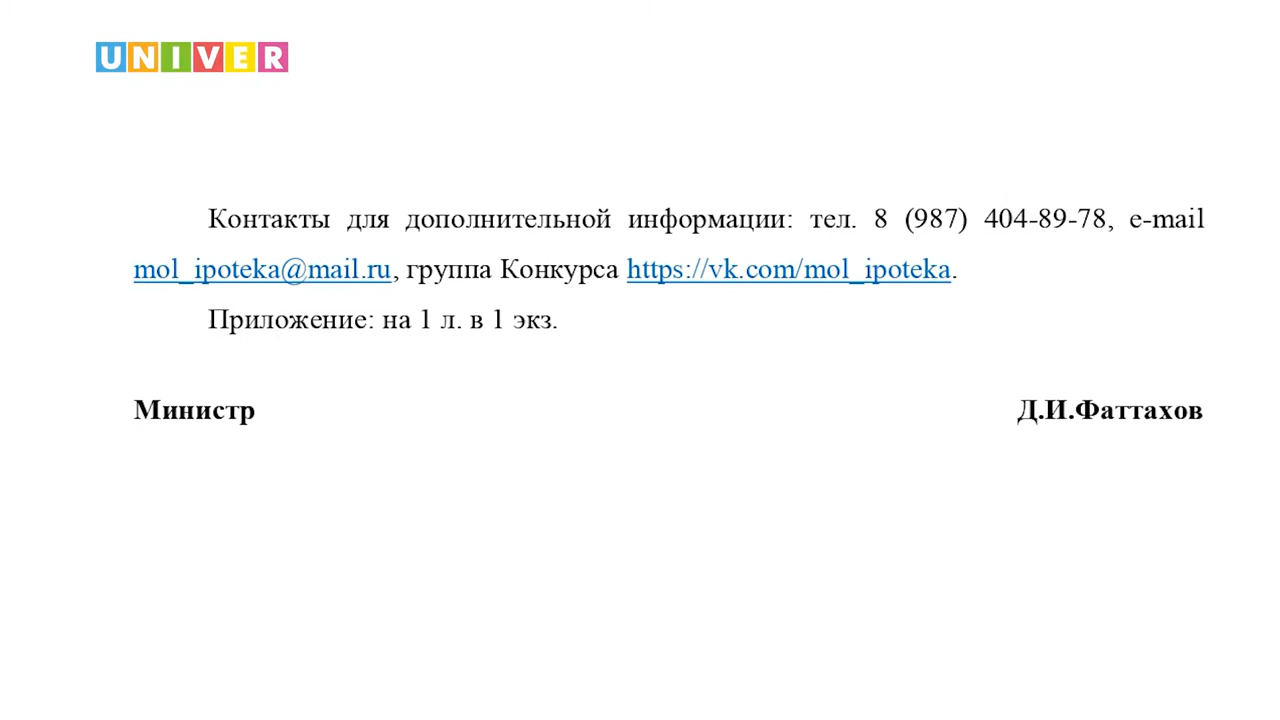 UNIVER
Контакты для дополнительной информации: тел. 8 (987) 404-89-78, e-mail
mol_ipoteka@mail.ru, группа Конкурса https://vk.com/mol_ipoteka.
Приложение: на 1 л. в 1 экз.
Министр Д.И.Фаттахов